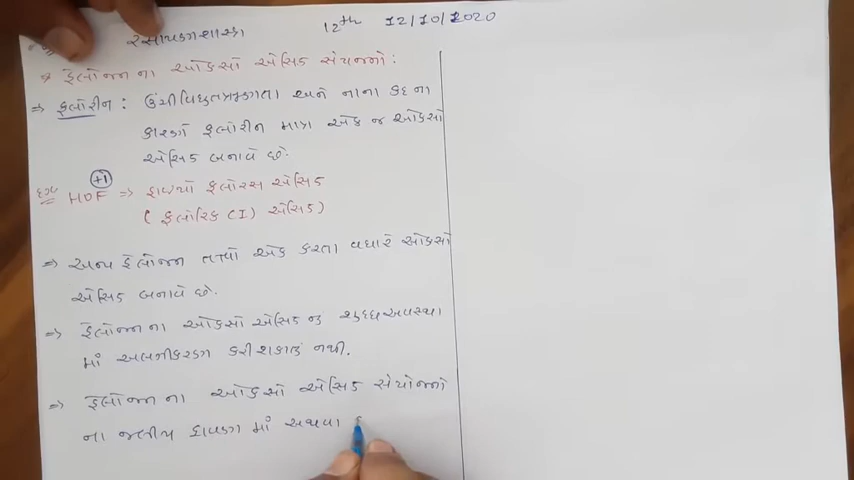 રસાયણશાસ્ત્ર 12th 12/10/2020
હેલોજન ના ઓક્સો એસિડ સંયોજનો :
⇒ ફ્લોરીન : ઉંચી વિદ્યુતઋણતા અને નાના કદ ના
કારણે ફ્લોરીન માત્ર એક જ ઓક્સો
એસિડ બનાવે છે.
દા.ત. HOF +1 ⇒ હાઈપો ફ્લોરસ એસિડ
( ફ્લોરિક (I) એસિડ )
⇒ અન્ય હેલોજન તત્વો એક કરતા વધારે ઓક્સો
એસિડ બનાવે છે.
⇒ હેલોજન ના ઓક્સો એસિડ નું શુદ્ધ અવસ્થા
માં અલગીકરણ કરી શકાતું નથી.
⇒ હેલોજન ના ઓક્સો એસિડ સંયોજનો
ના જલીય દ્રાવણ માં અથવા